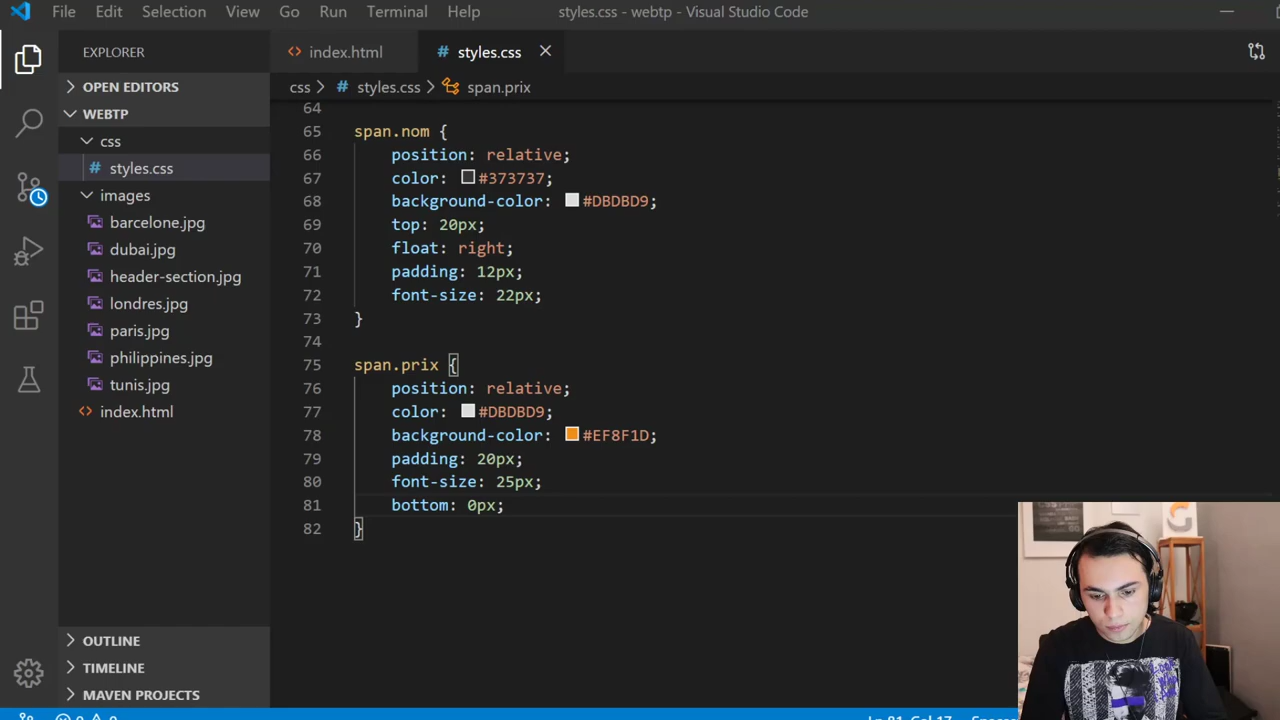 File Edit Selection View Go Run Terminal Help styles.css - webtp - Visual Studio Code
EXPLORER
index.html
# styles.css
OPEN EDITORS
css > # styles.css > span.prix
WEBTP
css
# styles.css
images
barcelone.jpg
dubai.jpg
header-section.jpg
londres.jpg
paris.jpg
philippines.jpg
tunis.jpg
index.html
OUTLINE
TIMELINE
MAVEN PROJECTS
64
65 span.nom {
66 position: relative;
67 color: #373737;
68 background-color: #DBDBD9;
69 top: 20px;
70 float: right;
71 padding: 12px;
72 font-size: 22px;
73 }
74
75 span.prix {
76 position: relative;
77 color: #DBDBD9;
78 background-color: #EF8F1D;
79 padding: 20px;
80 font-size: 25px;
81 bottom: 0px;
82 }